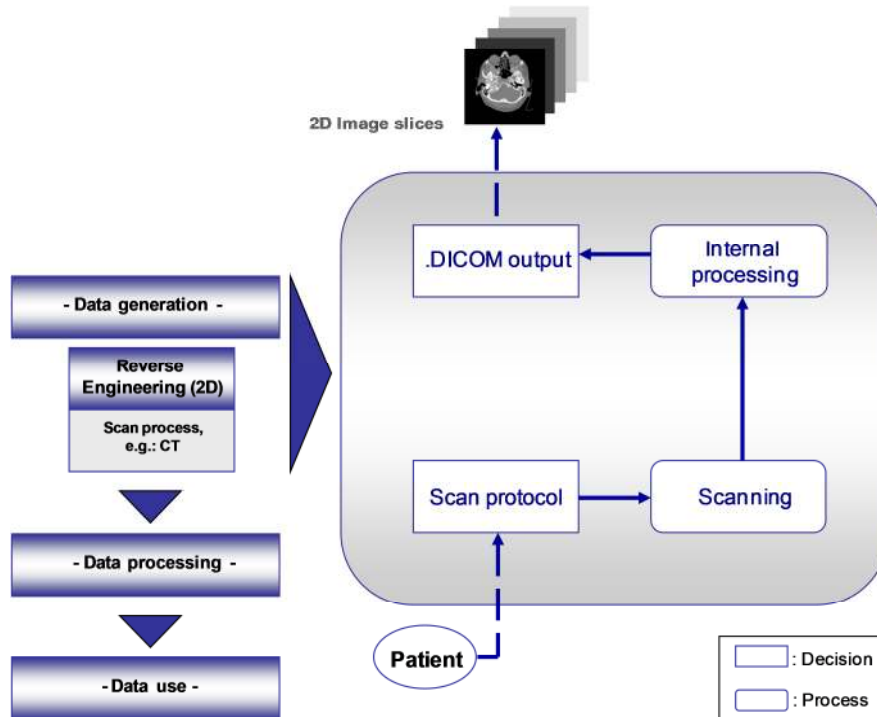 2D Image slices
- Data generation -
Reverse
Engineering (2D)
Scan process,
e.g.: CT
- Data processing -
- Data use -
.DICOM output
Internal
processing
Scan protocol
Scanning
Patient
: Decision
: Process